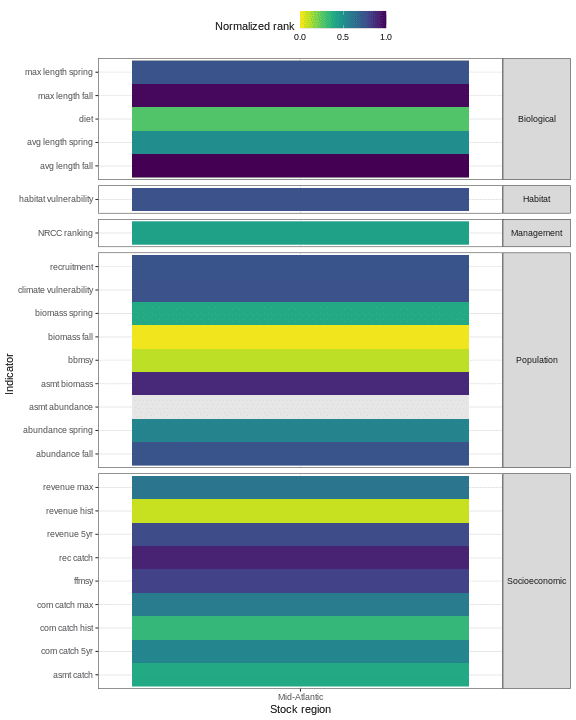 Normalized rank
0.0 0.5 1.0
max length spring
max length fall
diet
avg length spring
avg length fall
Biological
habitat vulnerability
Habitat
NRCC ranking
Management
recruitment
climate vulnerability
biomass spring
biomass fall
bbmsy
asmt biomass
asmt abundance
abundance spring
abundance fall
Population
revenue max
revenue hist
revenue 5yr
rec catch
ffmsy
com catch max
com catch hist
com catch 5yr
asmt catch
Socioeconomic
Indicator
Mid-Atlantic
Stock region